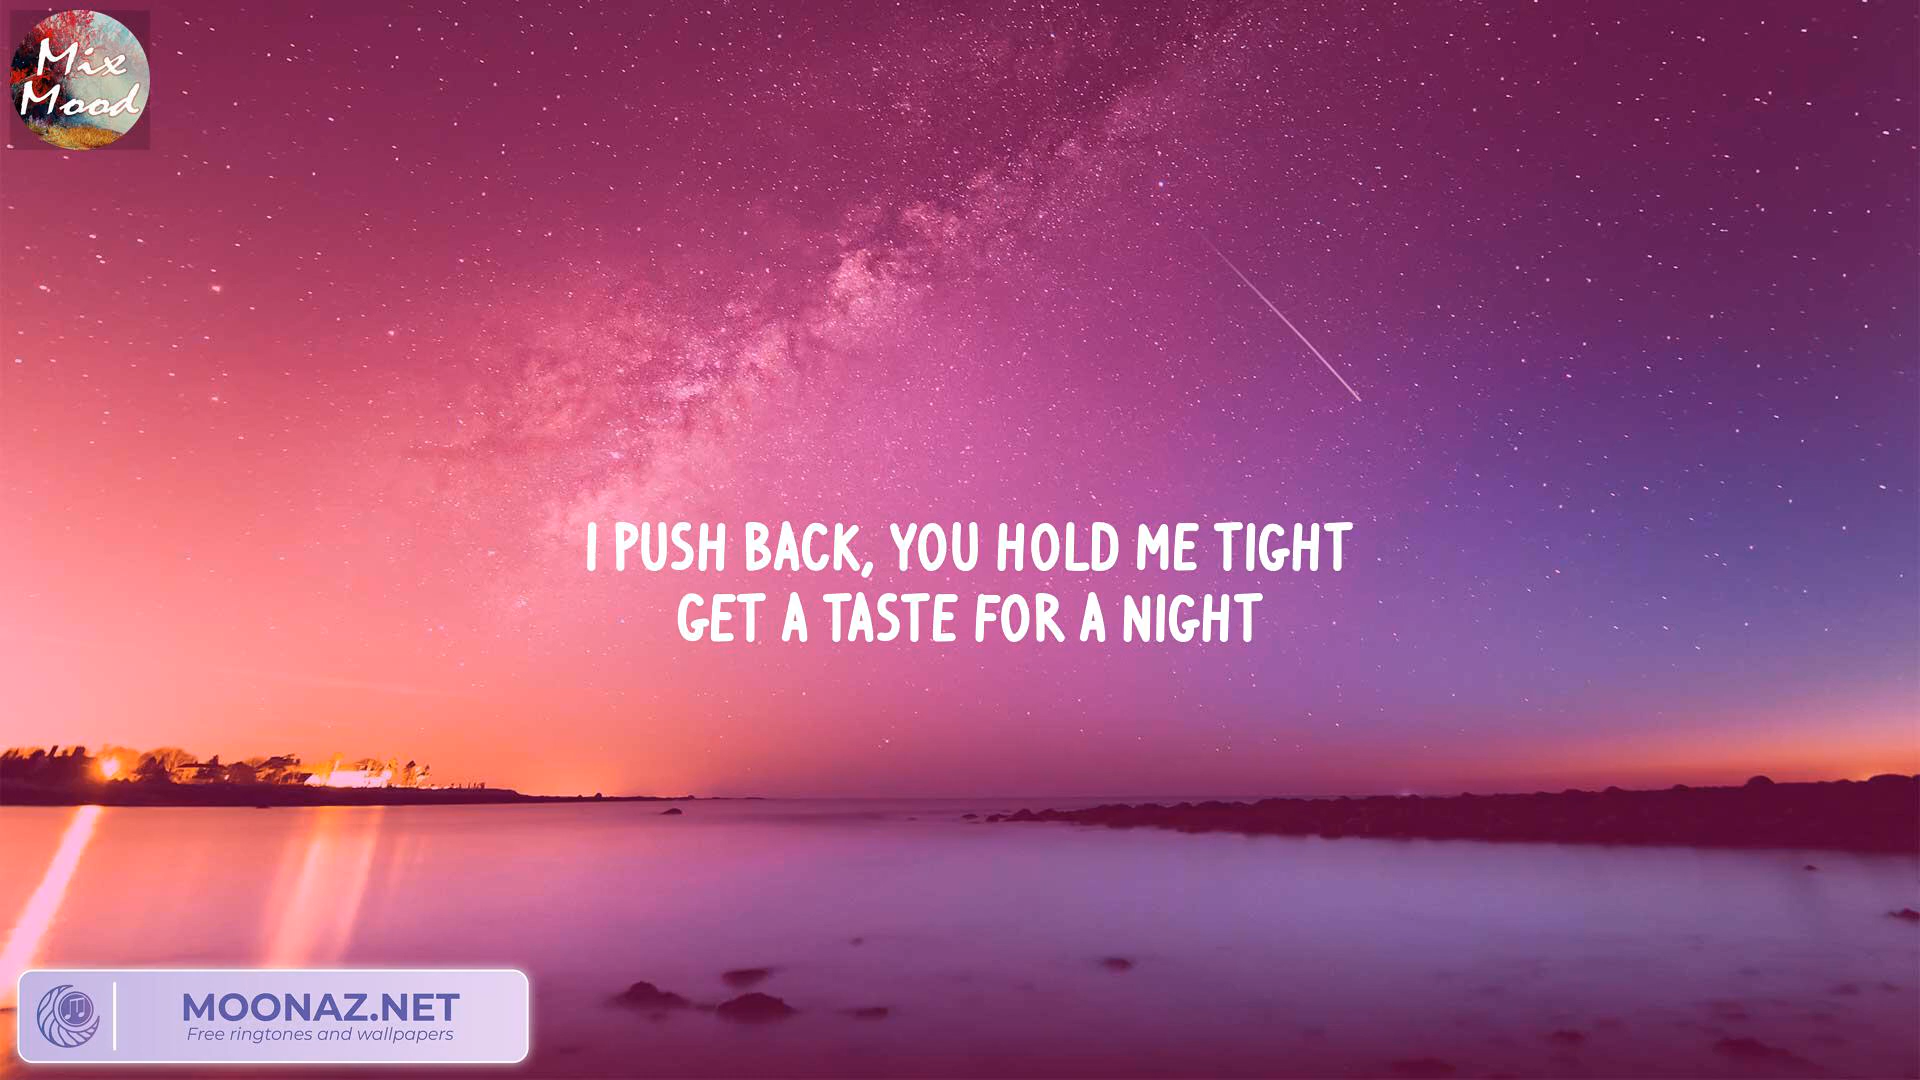 Mix
Mood
I PUSH BACK, YOU HOLD ME TIGHT
GET A TASTE FOR A NIGHT
MOONAZ.NET
Free ringtones and wallpapers